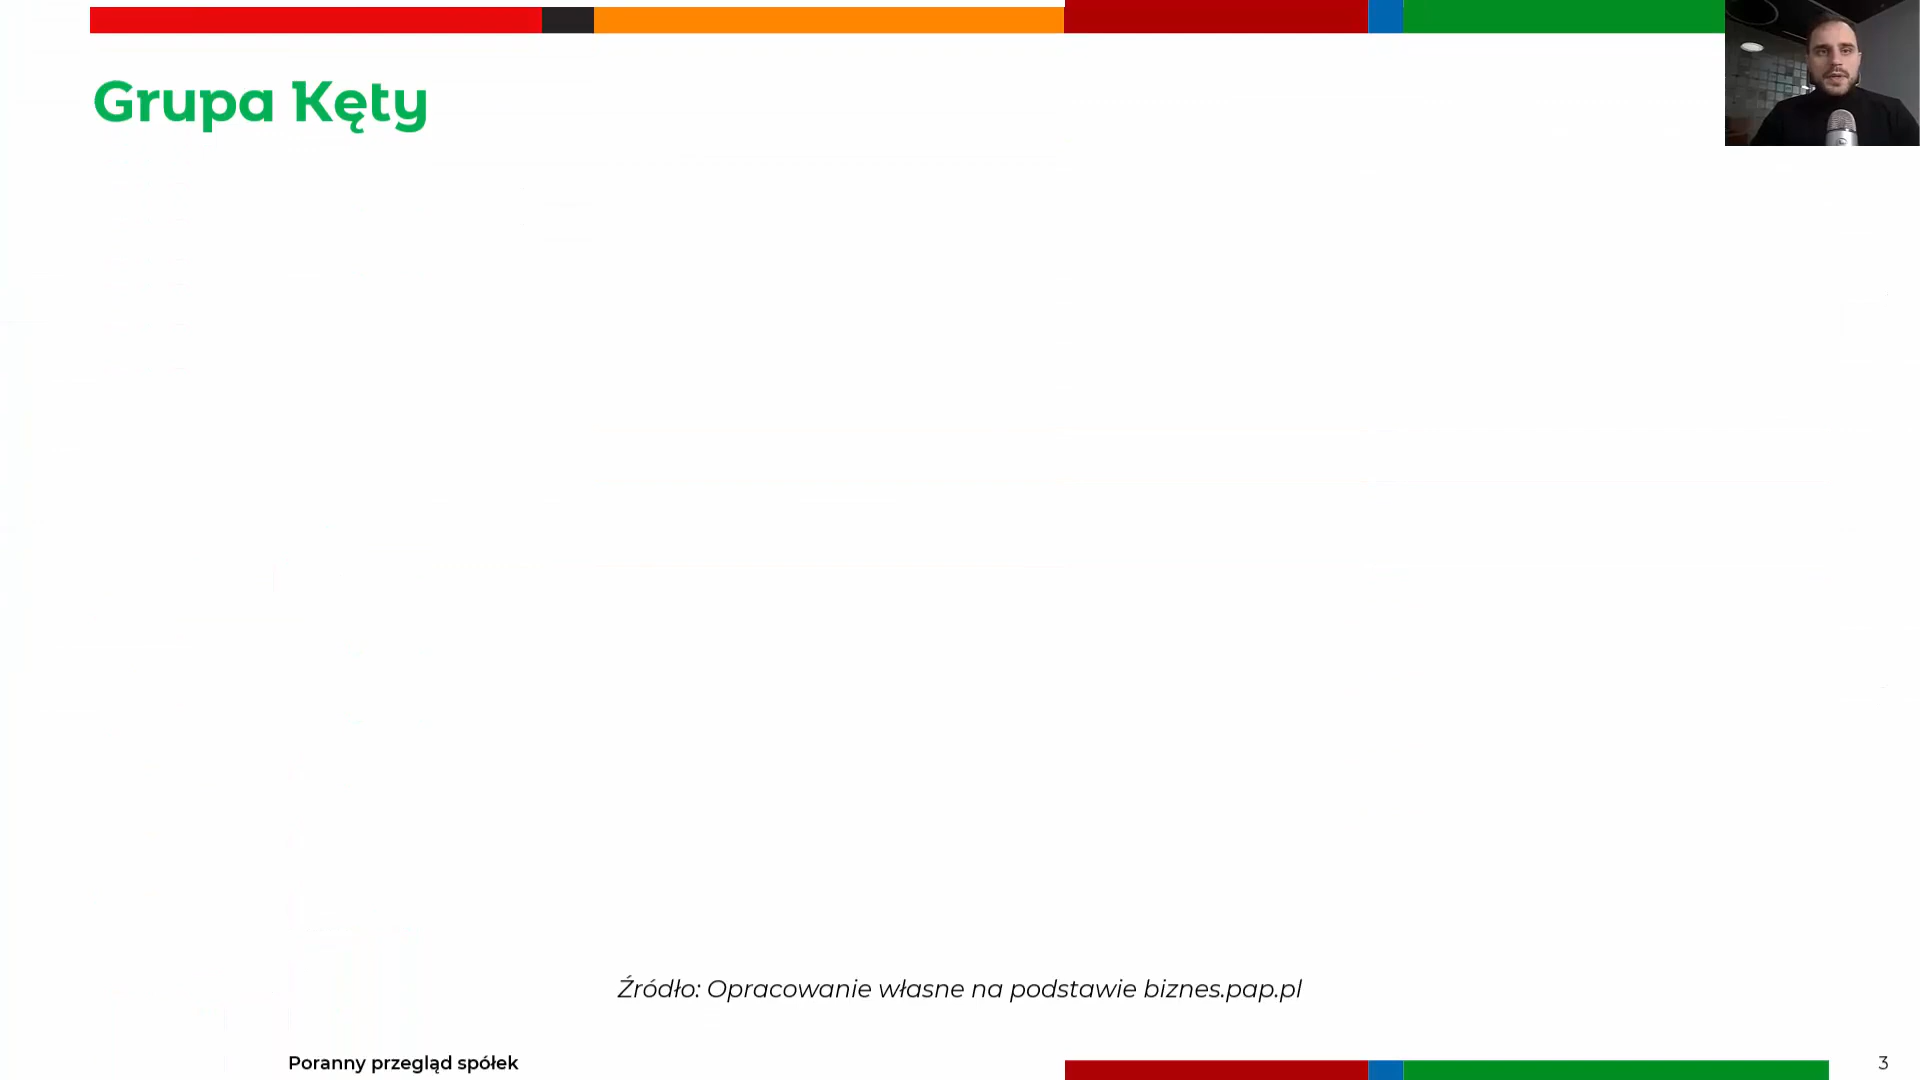 Grupa Kęty
Źródło: Opracowanie własne na podstawie biznes.pap.pl
Poranny przegląd spółek
3